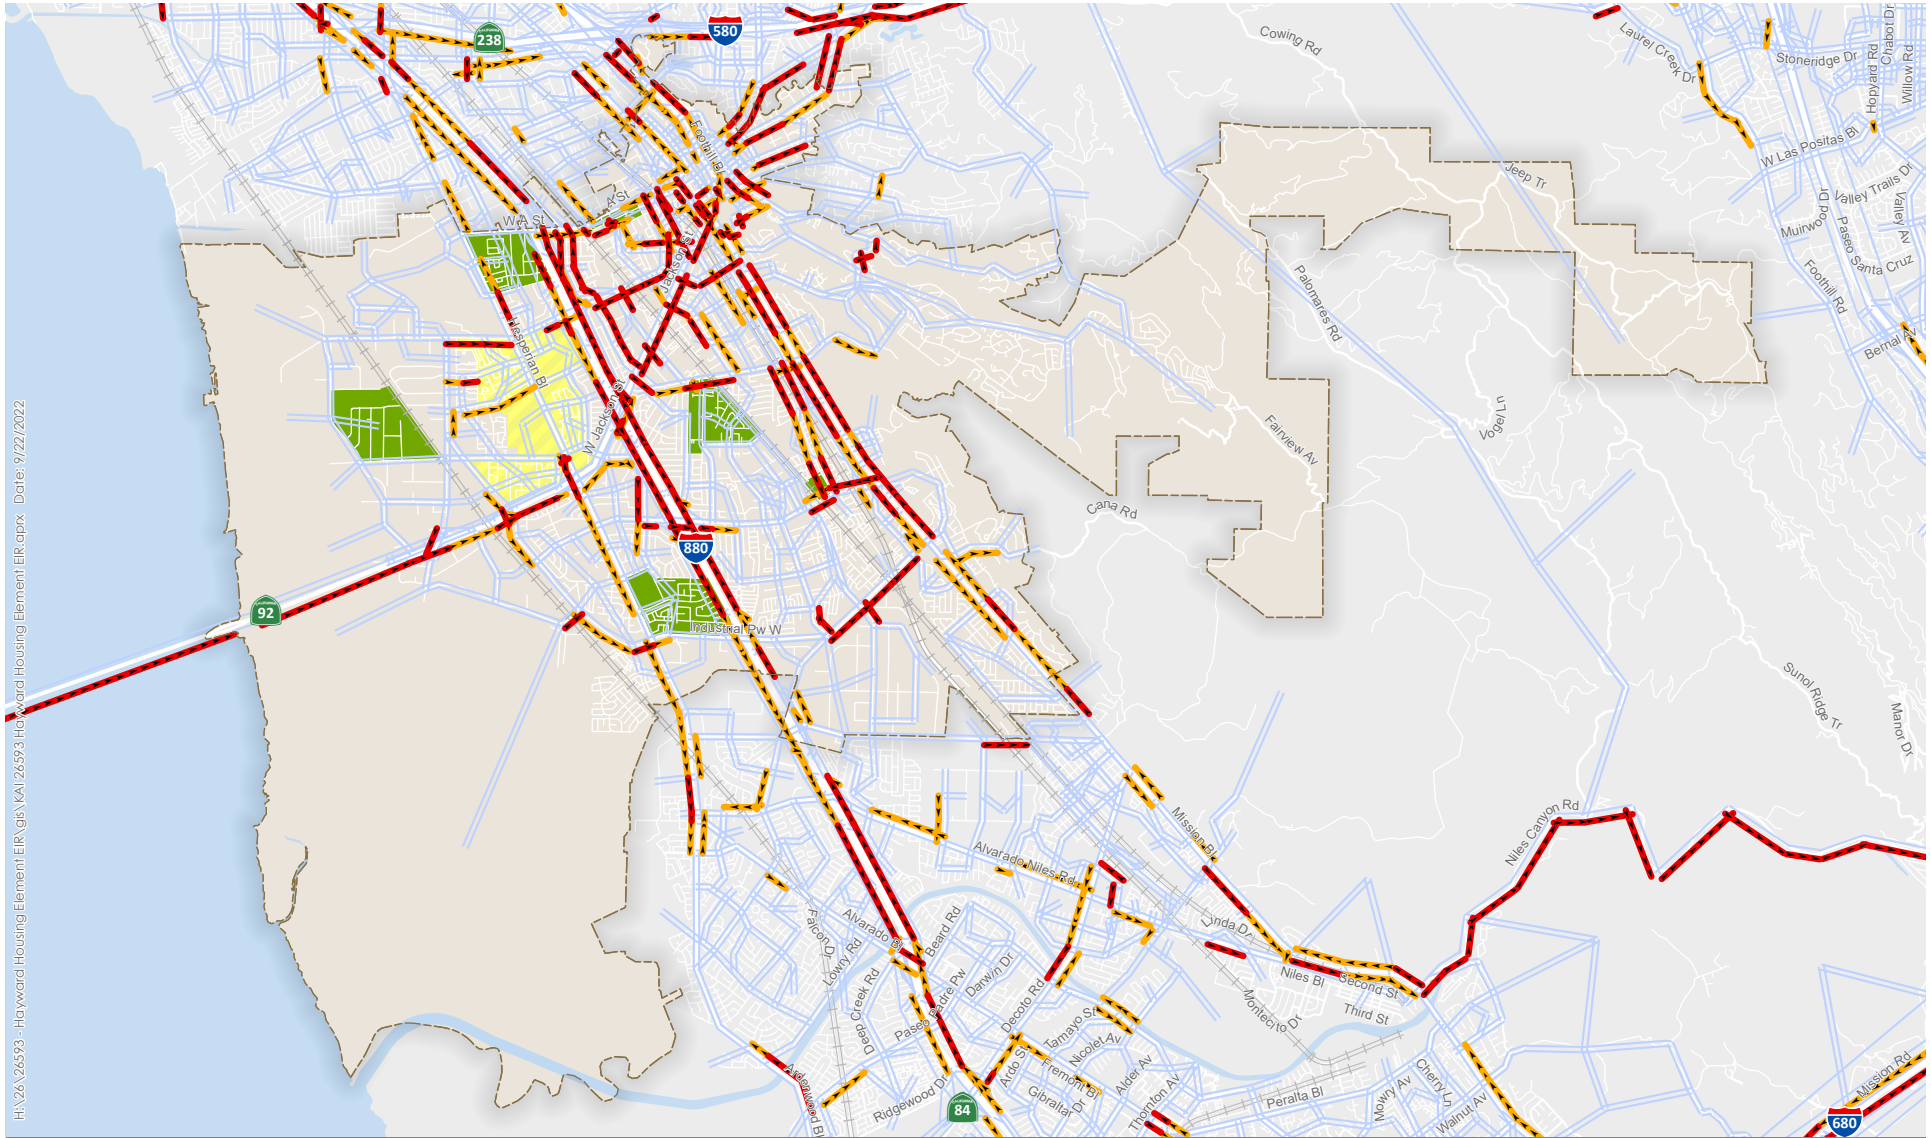 CALIFORNIA
238
580
Cowing Rd
Laurel Creek Dr
Stoneridge Dr
Hopyard Rd
Chabot Dr
Willow Rd
W Las Positas Bl
Valley Trails Dr
Valley Av
Muirwood Dr
Paseo Santa Cruz
Foothill Rd
Bernal Av
Jeep Tr
Foothill Bl
A St
W A St
Jackson St
Hesperian Bl
W Jackson St
Palomares Rd
Vogel Ln
Fairview Av
Cana Rd
880
CALIFORNIA
92
Industrial Pw W
Sunol Ridge Tr
Manor Dr
Niles Canyon Rd
Mission Bl
Alvarado Niles Rd
Linda Dr
Niles Bl
Second St
Third St
Montecito Dr
Falcon Dr
Alvarado Bl
Lowry Rd
Beard Rd
Deep Creek Rd
Paseo Padre Pw
Darwin Dr
Decoto Rd
Tamayo St
Nicolet Av
Ardo St
Fremont Bl
Gibraltar Dr
Alder Av
Thornton Av
Peralta Bl
Cherry Ln
Mowry Av
Walnut Av
Mission Rd
Ardenwood Bl
Ridgewood Dr
CALIFORNIA
84
680
H:\26\26593 - Hayward Housing Element EIR\gis\KAI 26593 Hayward Housing Element EIR.aprx   Date: 9/22/2022